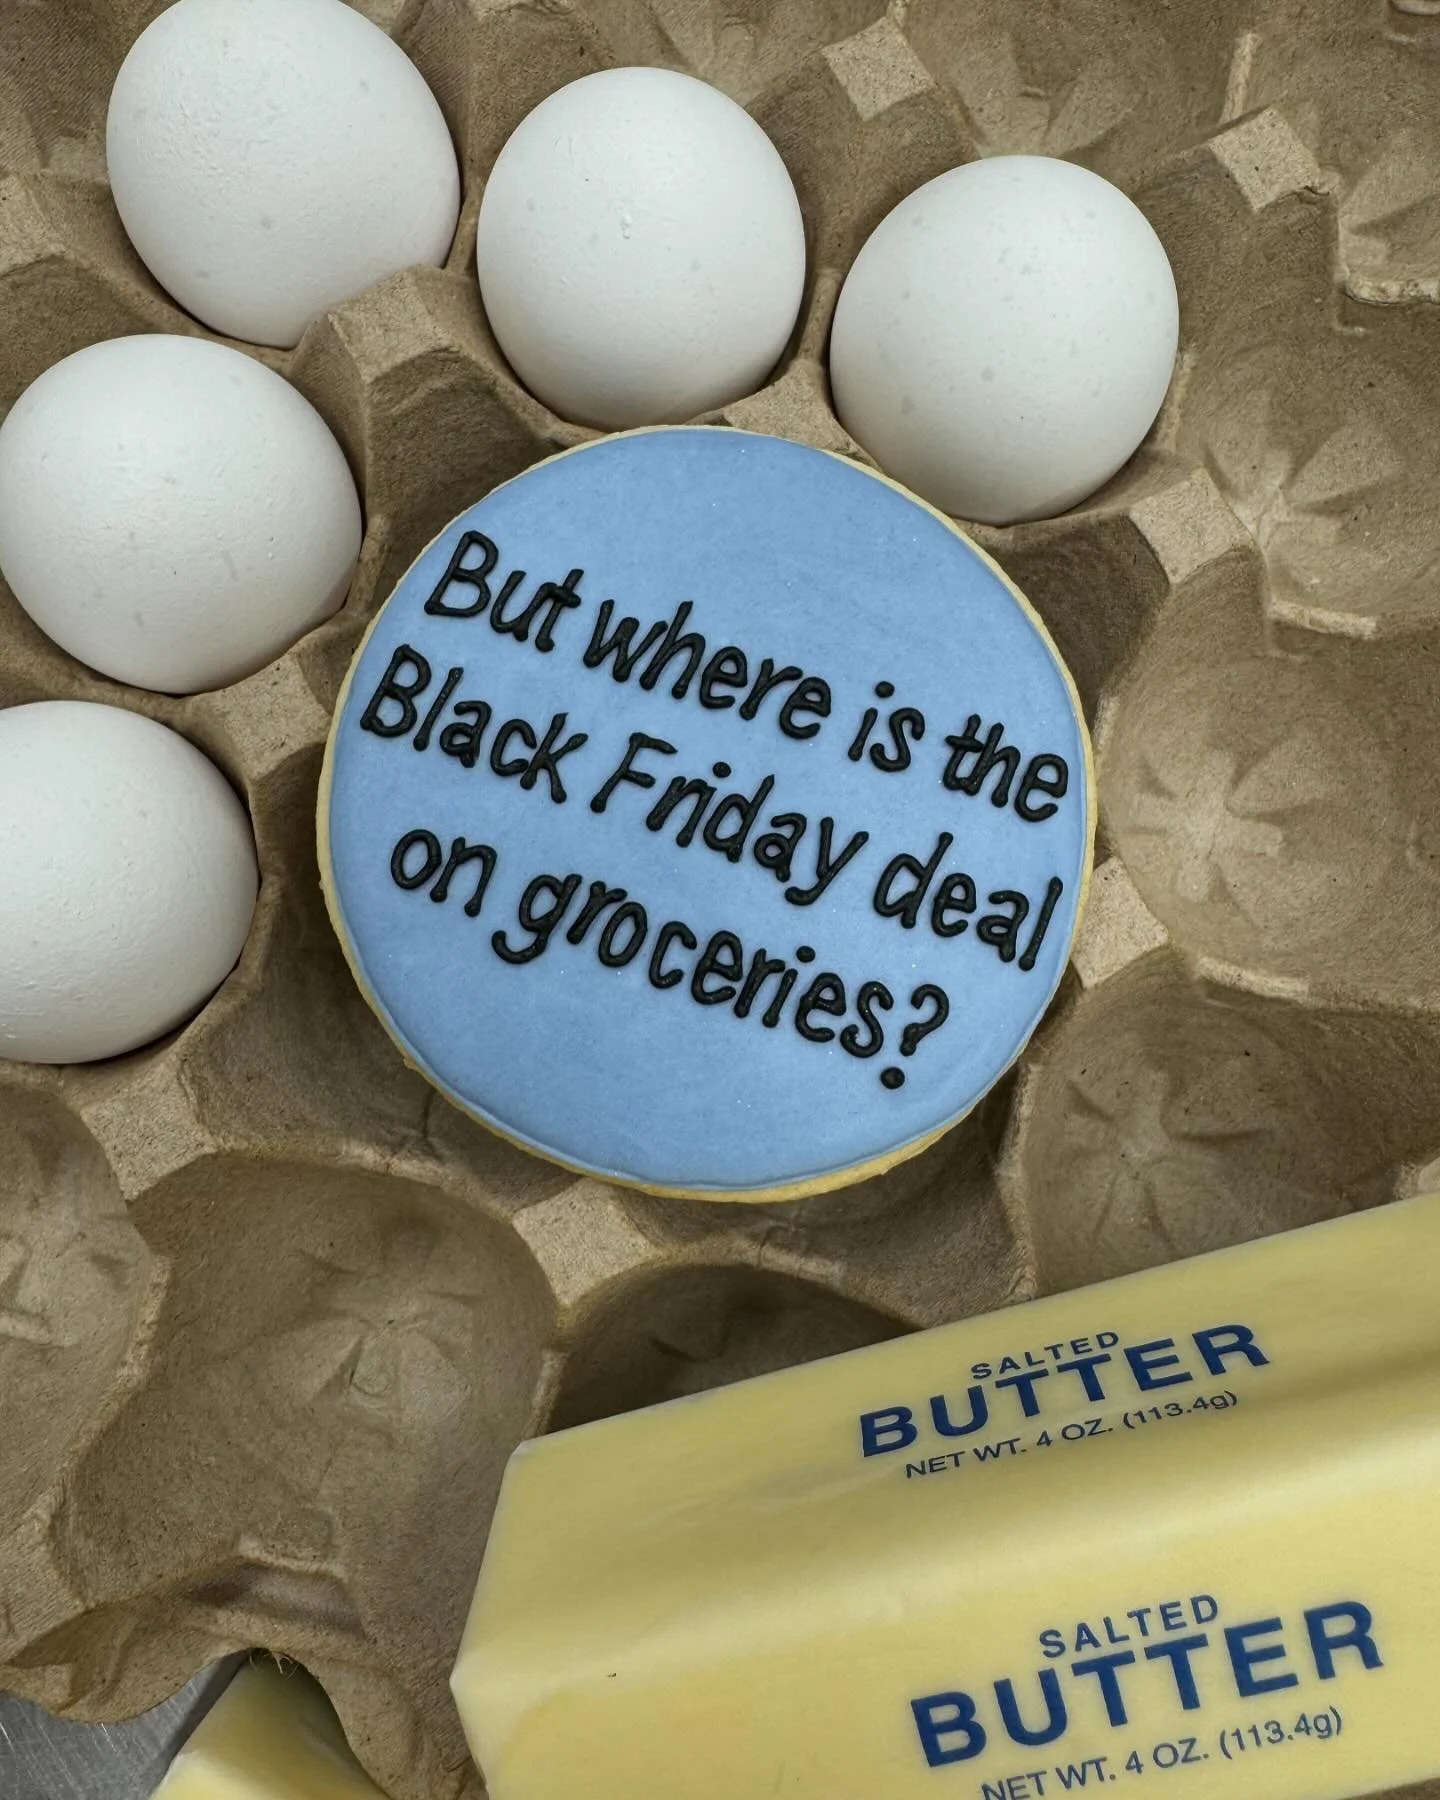 But where is the
Black Friday deal
on groceries?
SALTED
BUTTER
NET WT. 4 OZ. (113.4g)
SALTED
BUTTER
NET WT. 4 OZ. (113.4g)